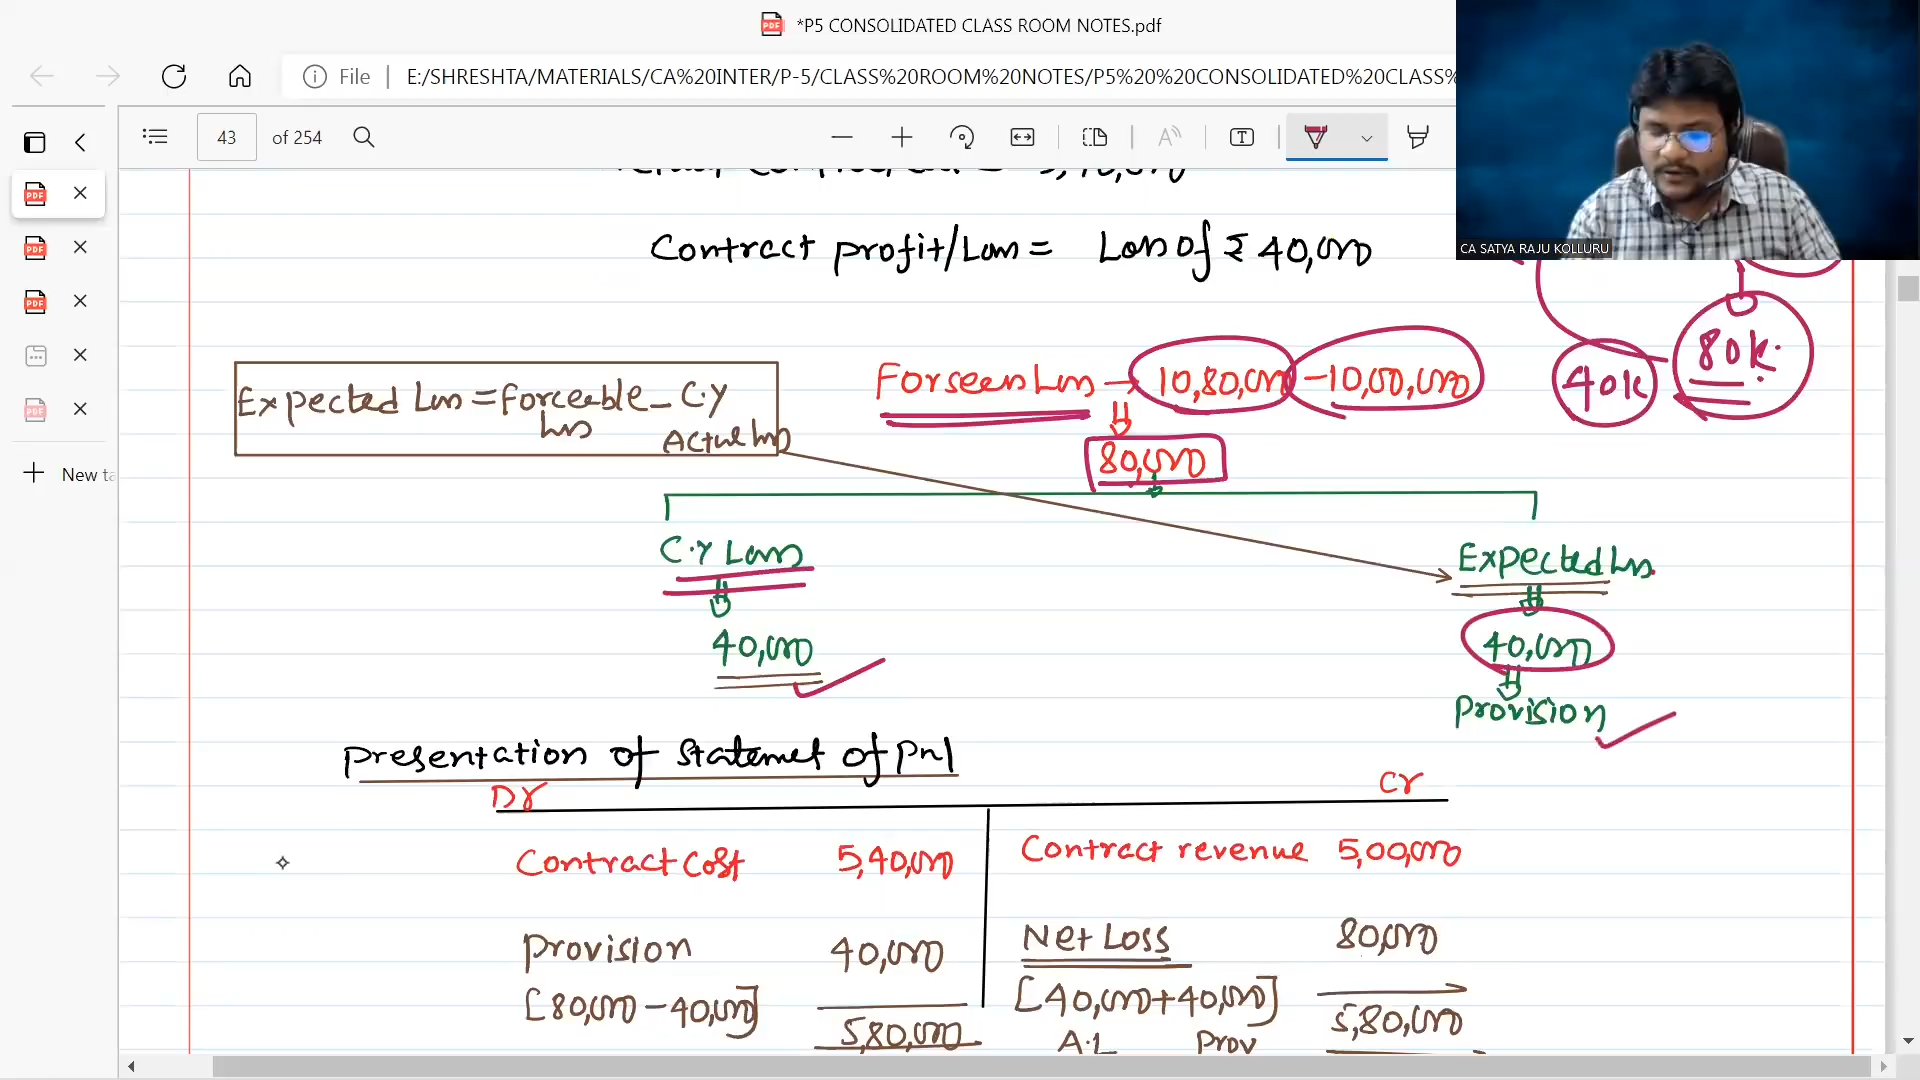 *P5 CONSOLIDATED CLASS ROOM NOTES.pdf
File E:/SHRESHTA/MATERIALS/CA%20INTER/P-5/CLASS%20ROOM%20NOTES/P5%20%20CONSOLIDATED%20CLASS%
43 of 254
CA SATYA RAJU KOLLURU
Contract profit/Loss = Loss of ₹ 40,000
80k.
40k
Forseen Loss → 10,80,000 - 10,00,000
Expected Loss = Forceable - C.Y
Loss Actual Loss
80,000
C.Y Loss
Expected Loss
40,000
40,000
Provision
Presentation of Statemet of pnl
Dr Cr
Contract Cost 5,40,000 Contract revenue 5,00,000
Provision 40,000 Net Loss 80,000
[80,000 - 40,000] [40,000+40,000]
5,80,000 5,80,000
A.L Prov
New ta